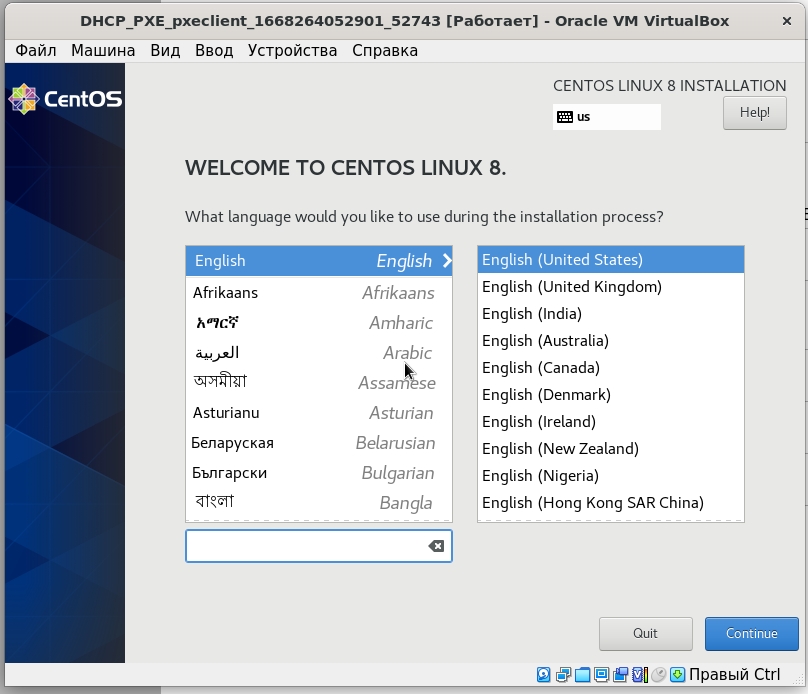 DHCP_PXE_pxeclient_1668264052901_52743 [Работает] - Oracle VM VirtualBox
Файл Машина Вид Ввод Устройства Справка
CentOS
CENTOS LINUX 8 INSTALLATION
us
Help!
WELCOME TO CENTOS LINUX 8.
What language would you like to use during the installation process?
English English
Afrikaans Afrikaans
አማርኛ Amharic
العربية Arabic
অসমীয়া Assamese
Asturianu Asturian
Беларуская Belarusian
Български Bulgarian
বাংলা Bangla
English (United States)
English (United Kingdom)
English (India)
English (Australia)
English (Canada)
English (Denmark)
English (Ireland)
English (New Zealand)
English (Nigeria)
English (Hong Kong SAR China)
Quit
Continue
Правый Ctrl